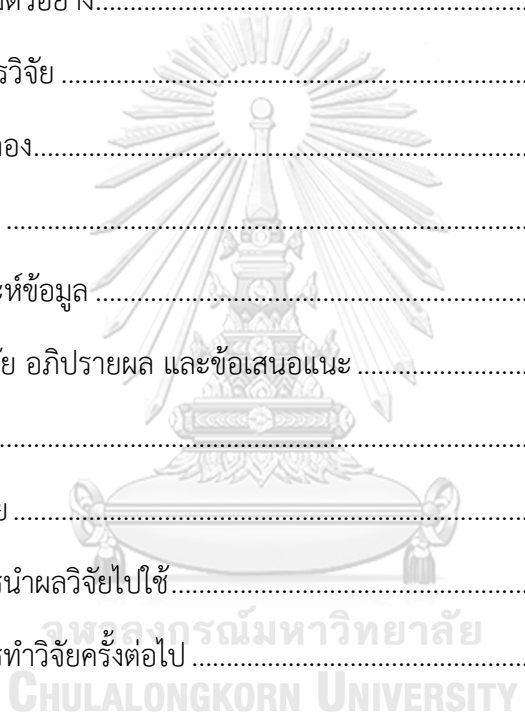 ตัวอย่าง........................................
รวิจัย ........................................
ลอง........................................
........................................
ะห์ข้อมูล ........................................
ัย อภิปรายผล และข้อเสนอแนะ ....................
........................................
ย ........................................
รนำผลวิจัยไปใช้........................................
จุฬาลงกรณ์มหาวิทยาลัย
รทำวิจัยครั้งต่อไป ........................................
CHULALONGKORN UNIVERSITY